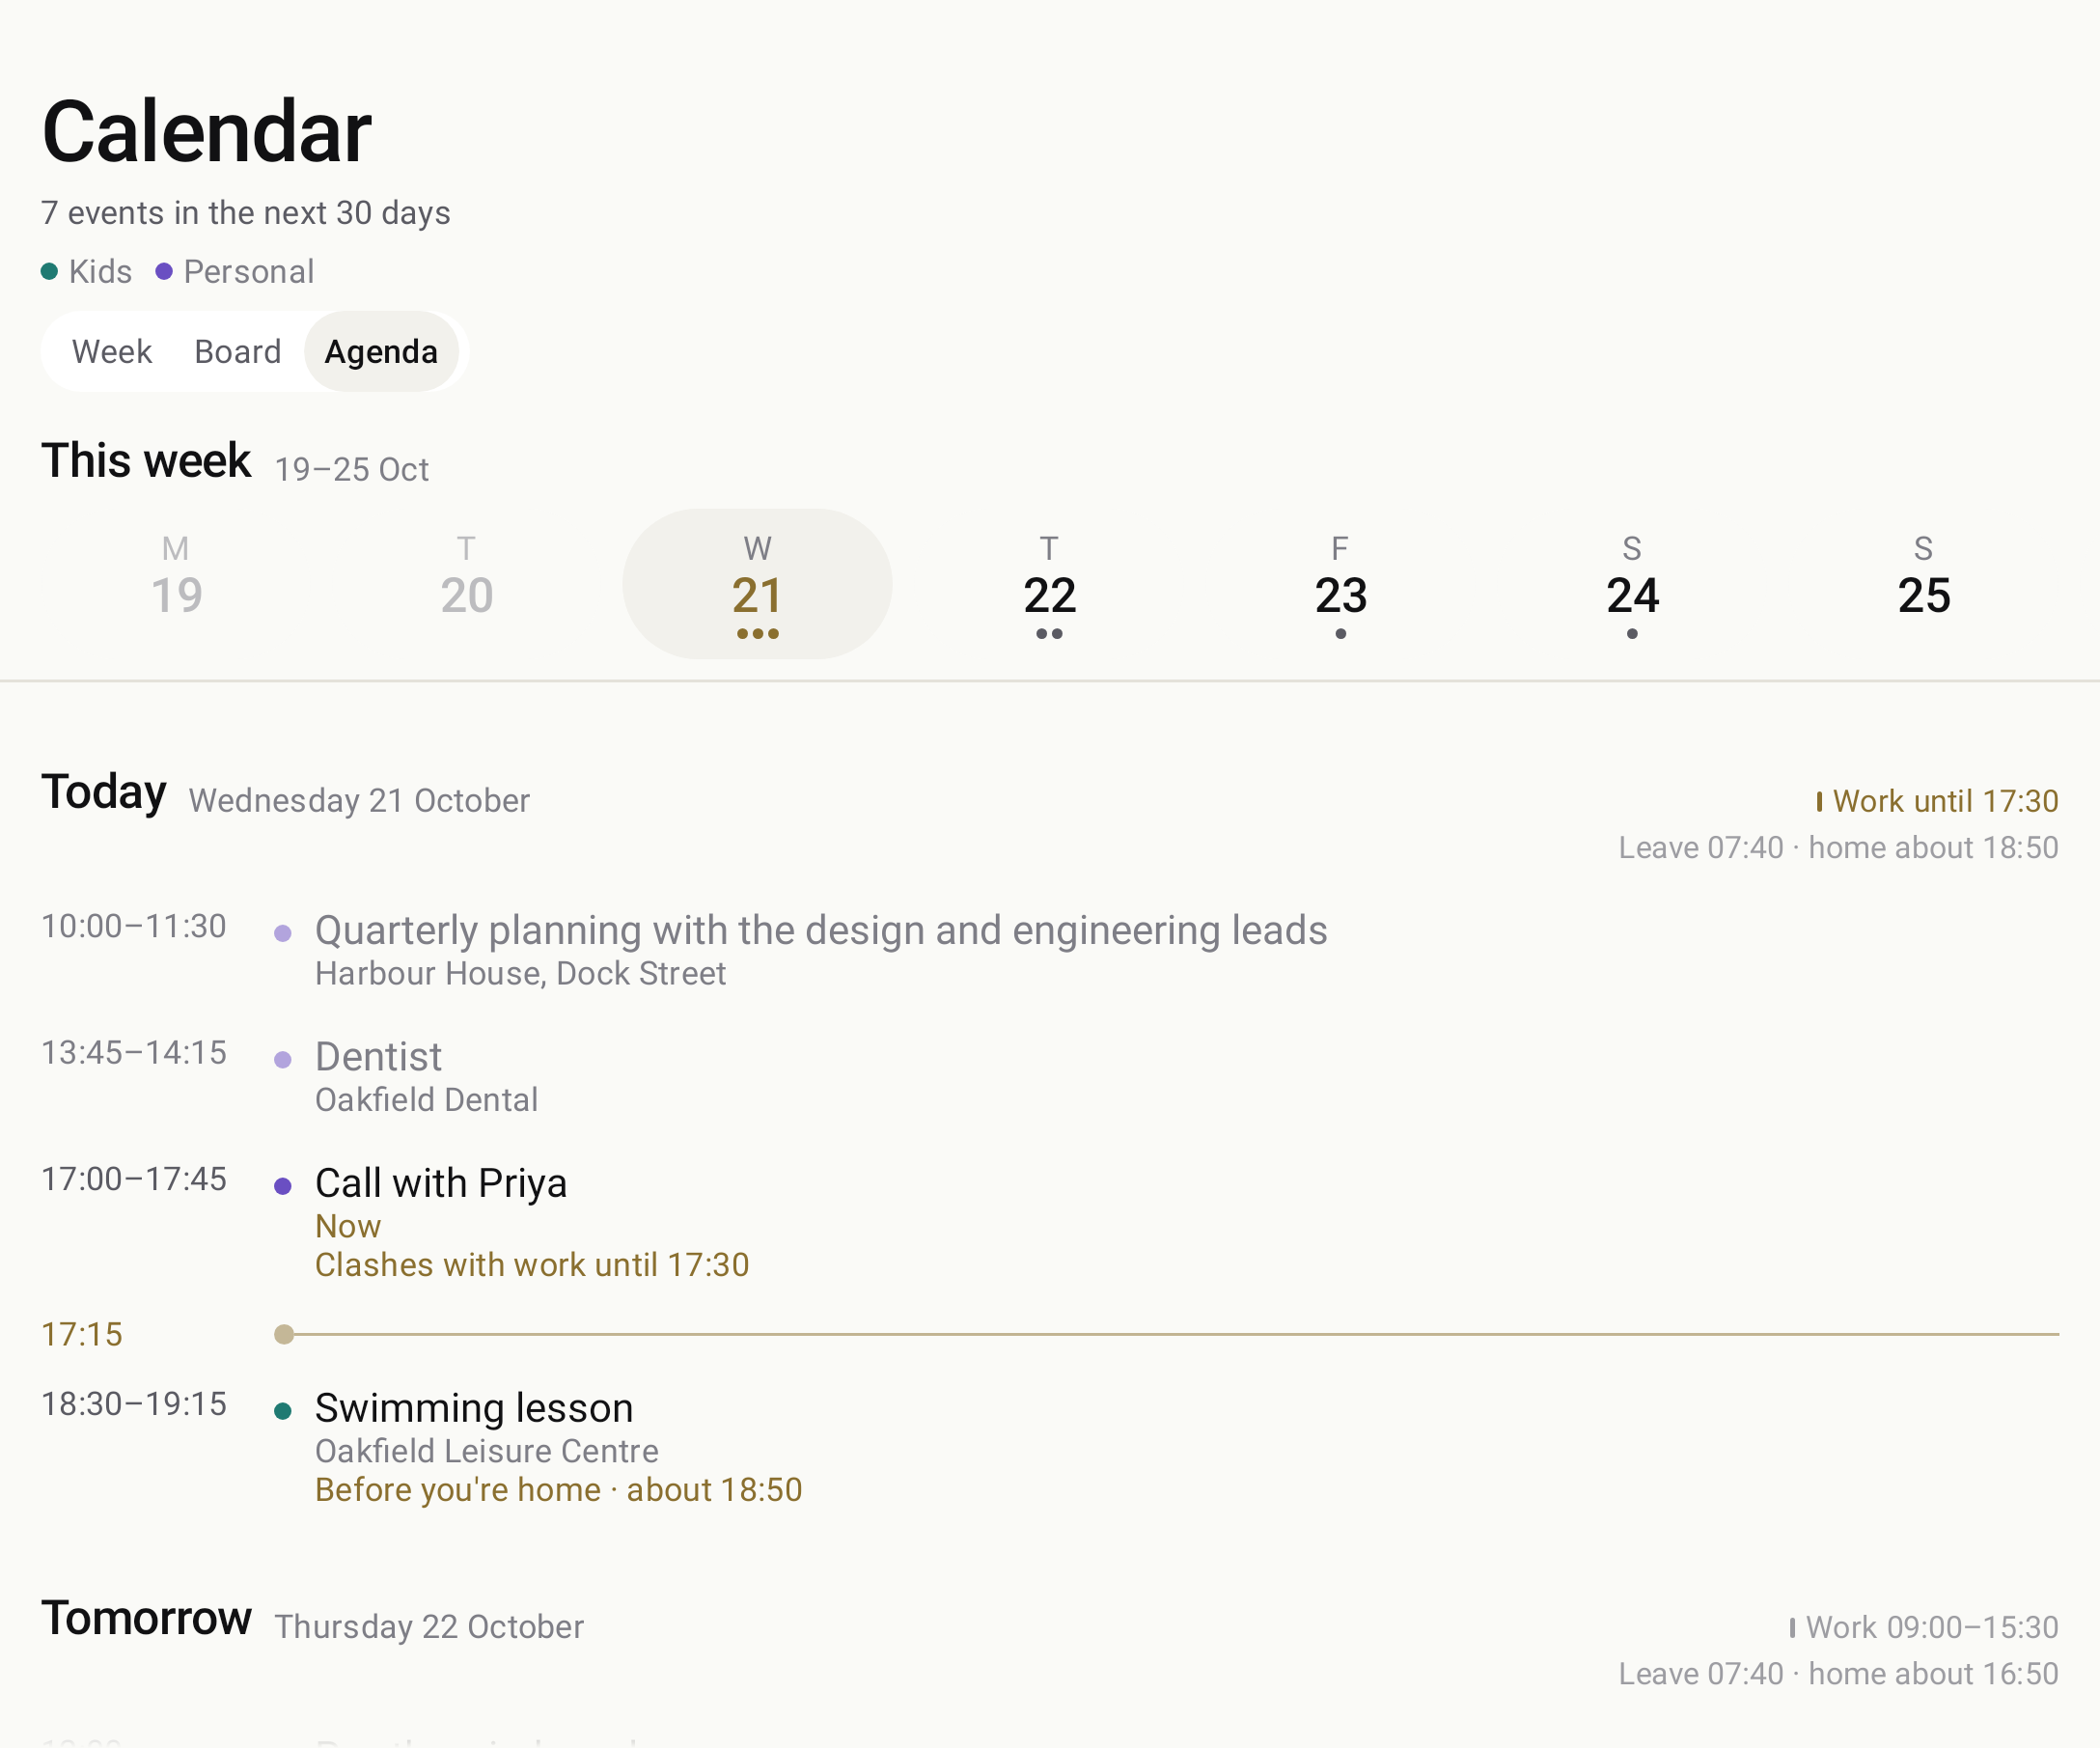 Calendar
7 events in the next 30 days
Kids Personal
Week Board Agenda
This week 19–25 Oct
M T W T F S S
19 20 21 22 23 24 25
Today Wednesday 21 October Work until 17:30
Leave 07:40 · home about 18:50
10:00–11:30 Quarterly planning with the design and engineering leads
Harbour House, Dock Street
13:45–14:15 Dentist
Oakfield Dental
17:00–17:45 Call with Priya
Now
Clashes with work until 17:30
17:15
18:30–19:15 Swimming lesson
Oakfield Leisure Centre
Before you're home · about 18:50
Tomorrow Thursday 22 October Work 09:00–15:30
Leave 07:40 · home about 16:50